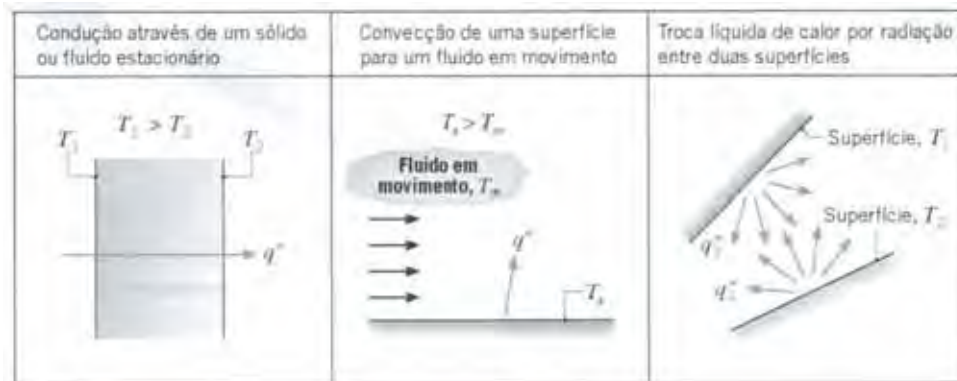 Condução através de um sólido
ou fluido estacionário
Convecção de uma superfície
para um fluido em movimento
Troca líquida de calor por radiação
entre duas superfícies
T₁ > T₂
T₁
T₂
q"
Tₛ > T∞
Fluido em
movimento, T∞
q"
Tₛ
Superfície, T₁
Superfície, T₂
q"₁
q"₂